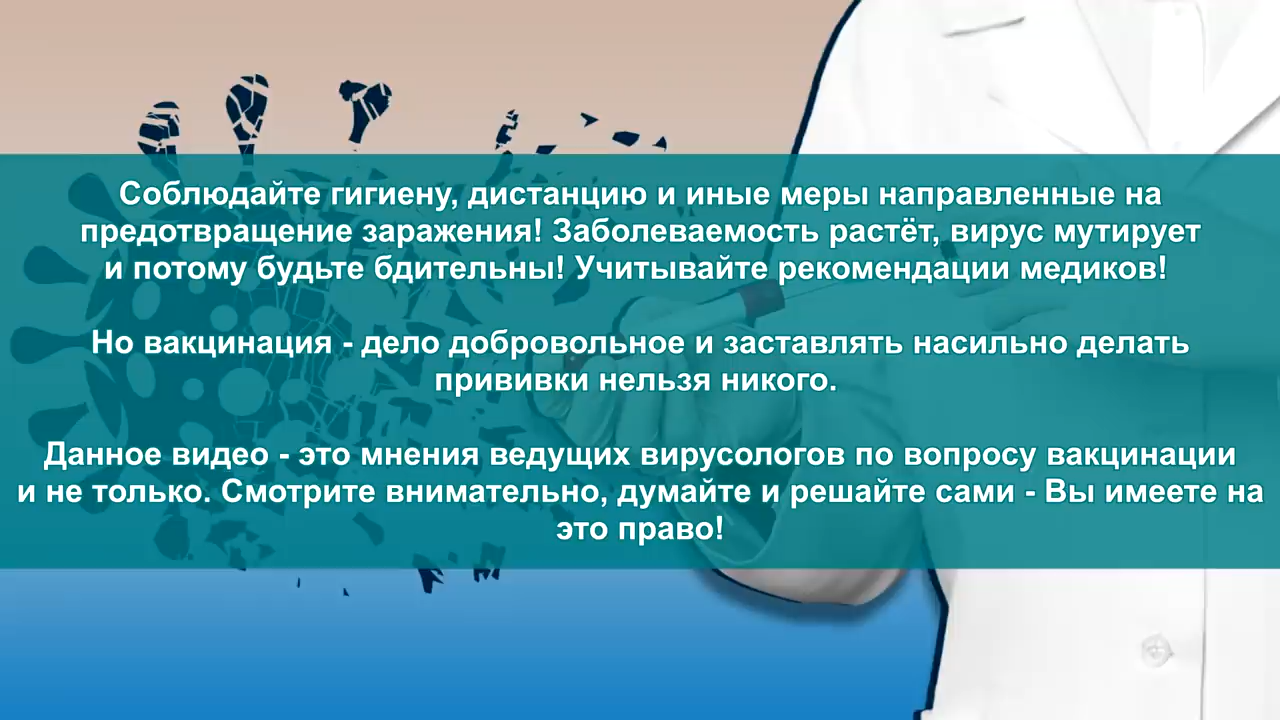 Соблюдайте гигиену, дистанцию и иные меры направленные на
предотвращение заражения! Заболеваемость растёт, вирус мутирует
и потому будьте бдительны! Учитывайте рекомендации медиков!
Но вакцинация - дело добровольное и заставлять насильно делать
прививки нельзя никого.
Данное видео - это мнения ведущих вирусологов по вопросу вакцинации
и не только. Смотрите внимательно, думайте и решайте сами - Вы имеете на
это право!